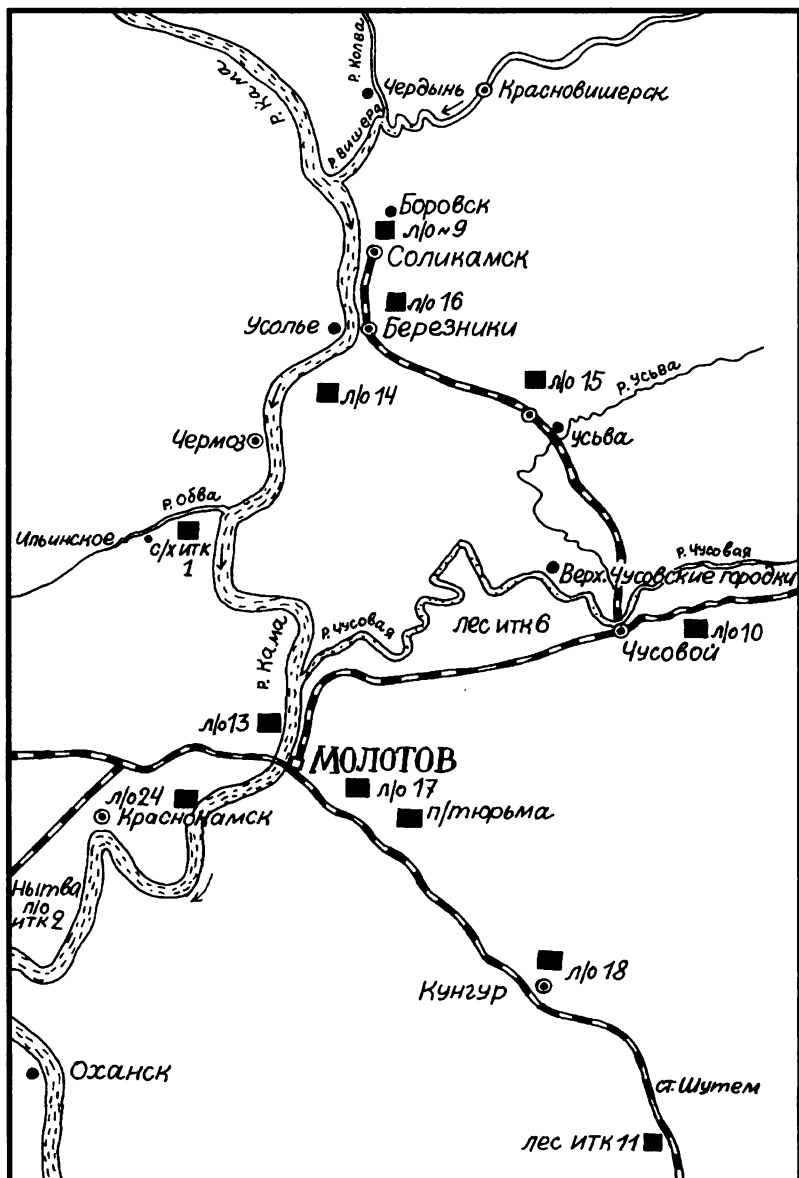 р. Колва
р. Кама
Чердынь
Красновишерск
р. Вишера
Боровск
л/о~9
Соликамск
л/о 16
Усолье
Березники
л/о 15
р. Усьва
л/о 14
Усьва
Чермоз
р. Обва
Ильинское
с/х итк
1
р. Чусовая
Верх. Чусовские городки
р. Чусовая
лес итк 6
л/о 10
Чусовой
р. Кама
л/о 13
МОЛОТОВ
л/о 17
л/о 24
п/тюрьма
Краснокамск
Нытва
п/о
итк 2
л/о 18
Кунгур
Оханск
ст. Шутем
лес итк 11